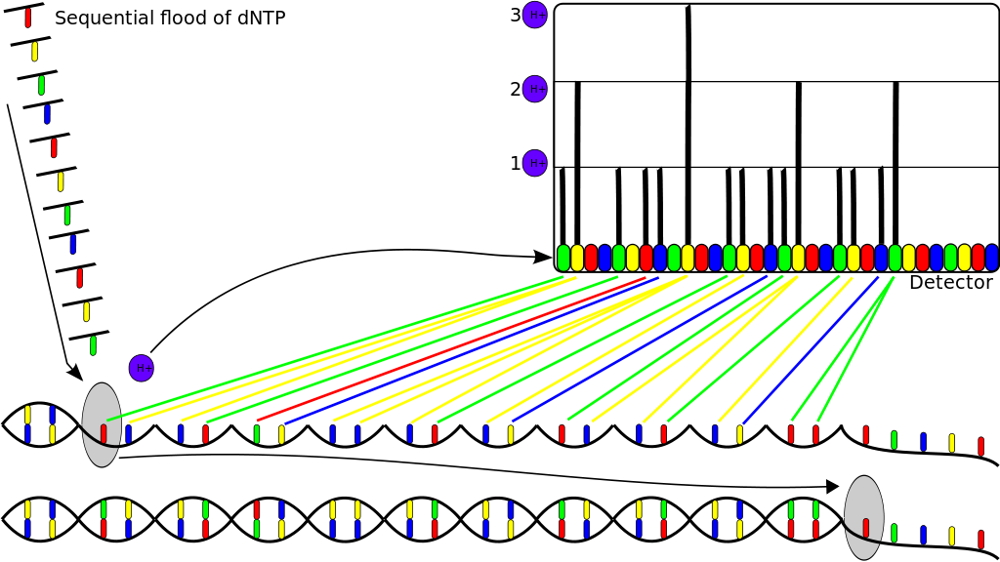 Sequential flood of dNTP
3 H+
2 H+
1 H+
Detector
H+